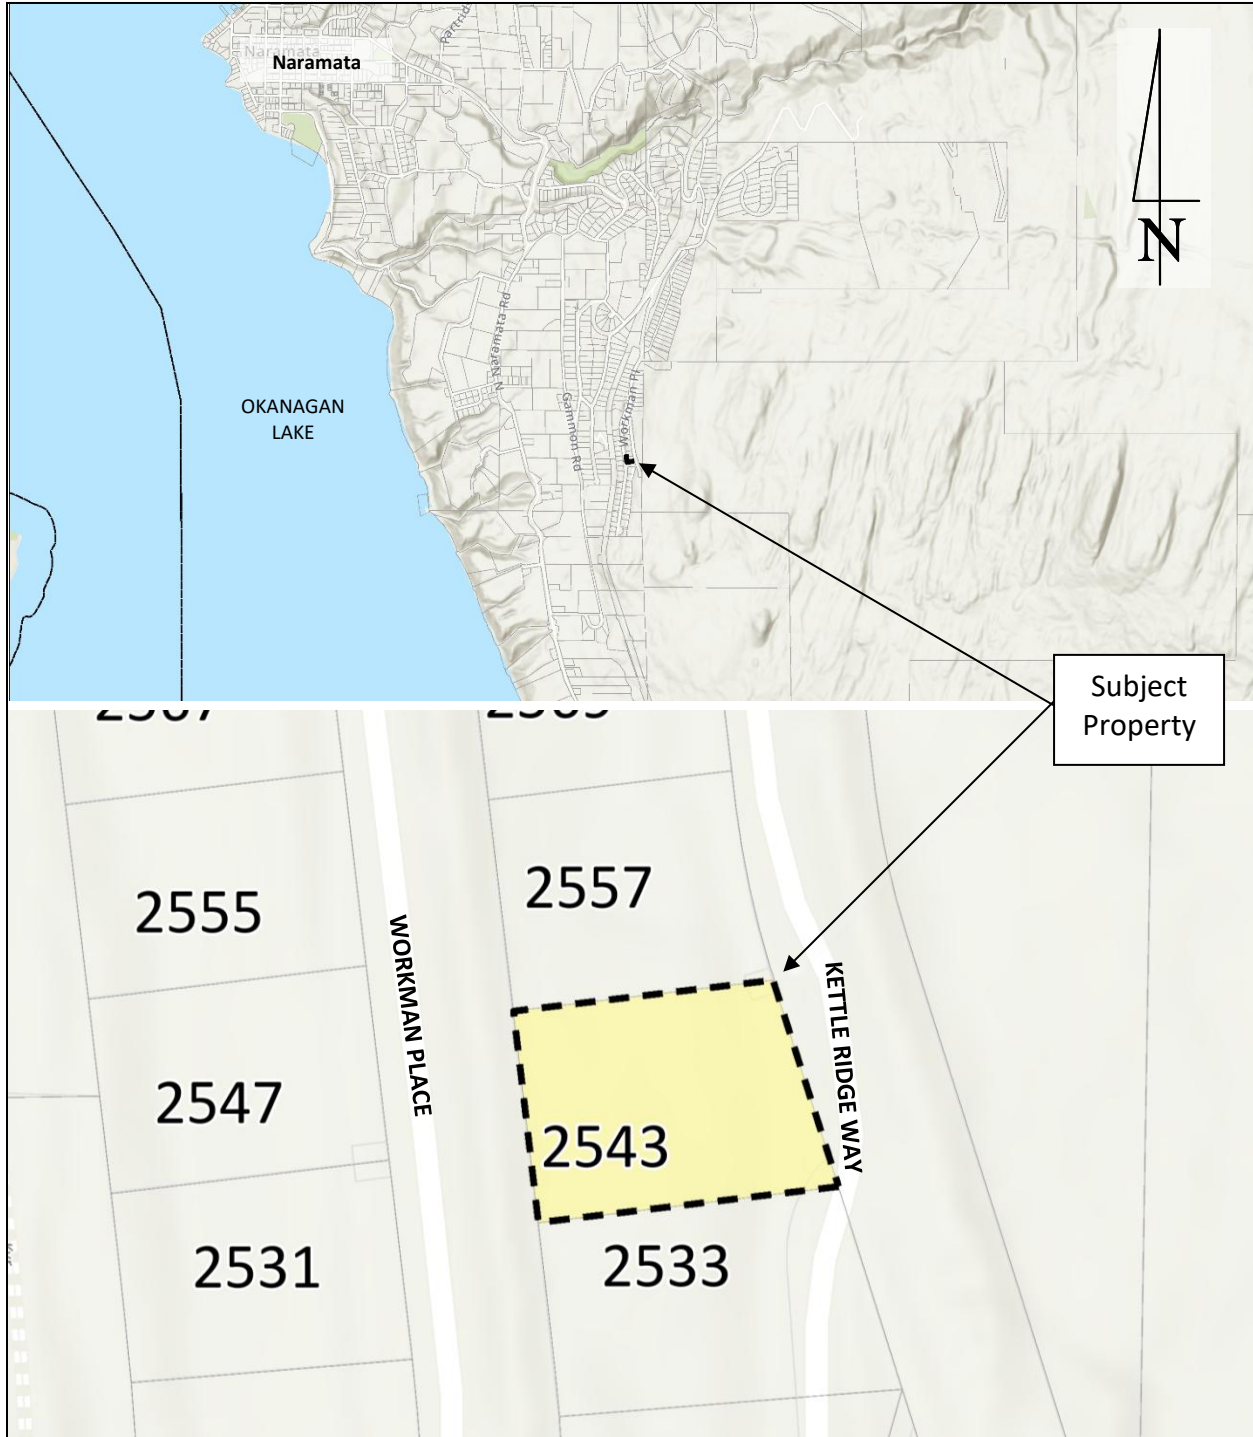 Naramata
Naramata
N
Naramata Rd
Workman Pl
Gammon Rd
OKANAGAN
LAKE
Subject
Property
2557
2555
WORKMAN PLACE
KETTLE RIDGE WAY
2547
2543
2531
2533